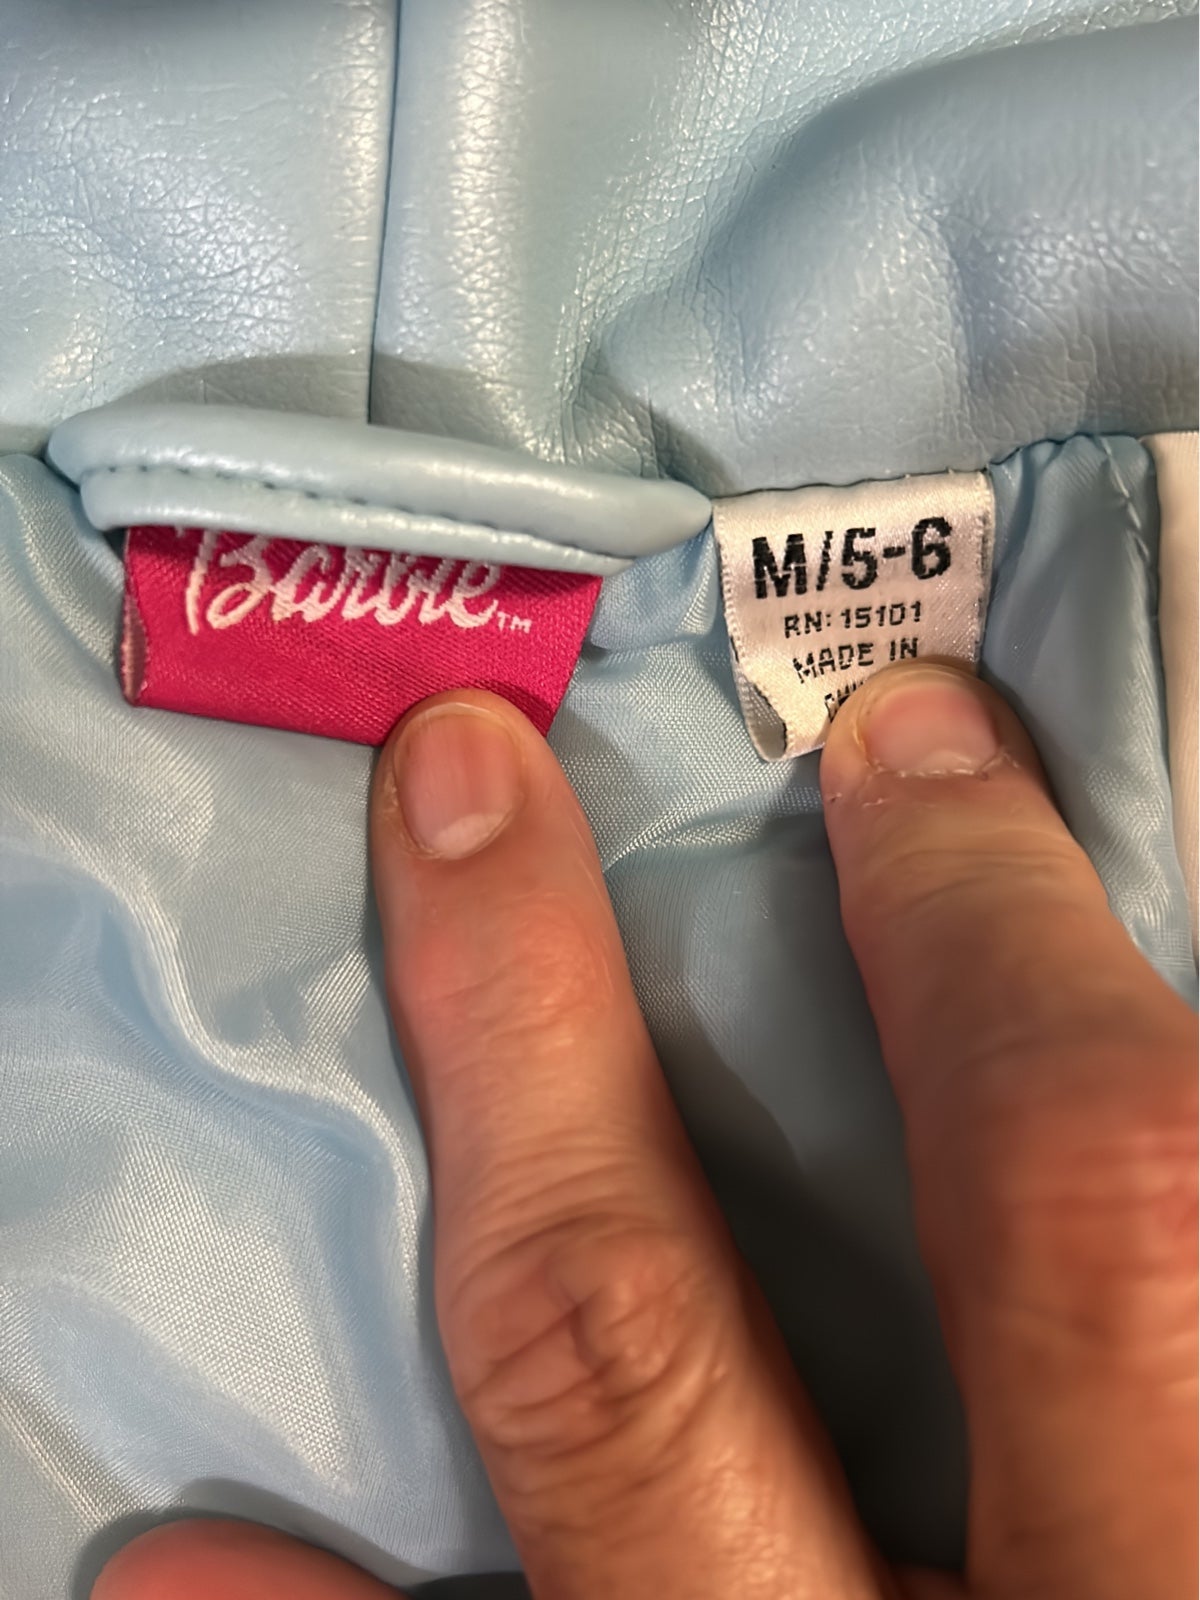 Barbie™
M/5-6
RN: 15101
MADE IN